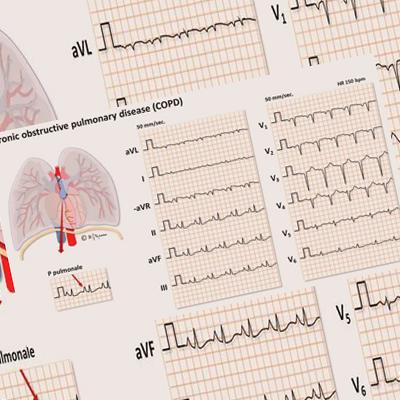 aVL
V1
ronic obstructive pulmonary disease (COPD)
50 mm/sec.
50 mm/sec.
HR 150 bpm
aVL
I
-aVR
II
aVF
III
V1
V2
V3
V4
V5
V6
P pulmonale
lmonale
aVF
V5
V6